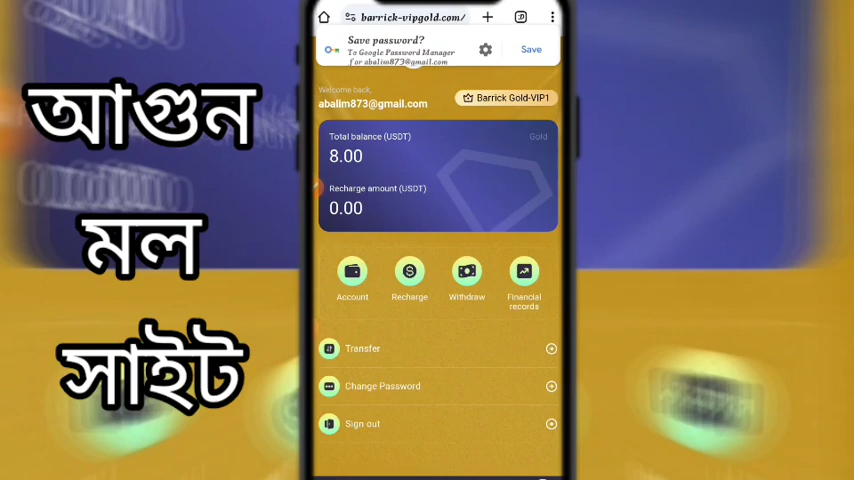 আগুন
মল
সাইট
barrick-vipgold.com/
Save password?
To Google Password Manager
for abalim873@gmail.com
Save
Welcome back,
abalim873@gmail.com
Barrick Gold-VIP1
Total balance (USDT)
Gold
8.00
Recharge amount (USDT)
0.00
Account
Recharge
Withdraw
Financial
records
Transfer
Change Password
Sign out